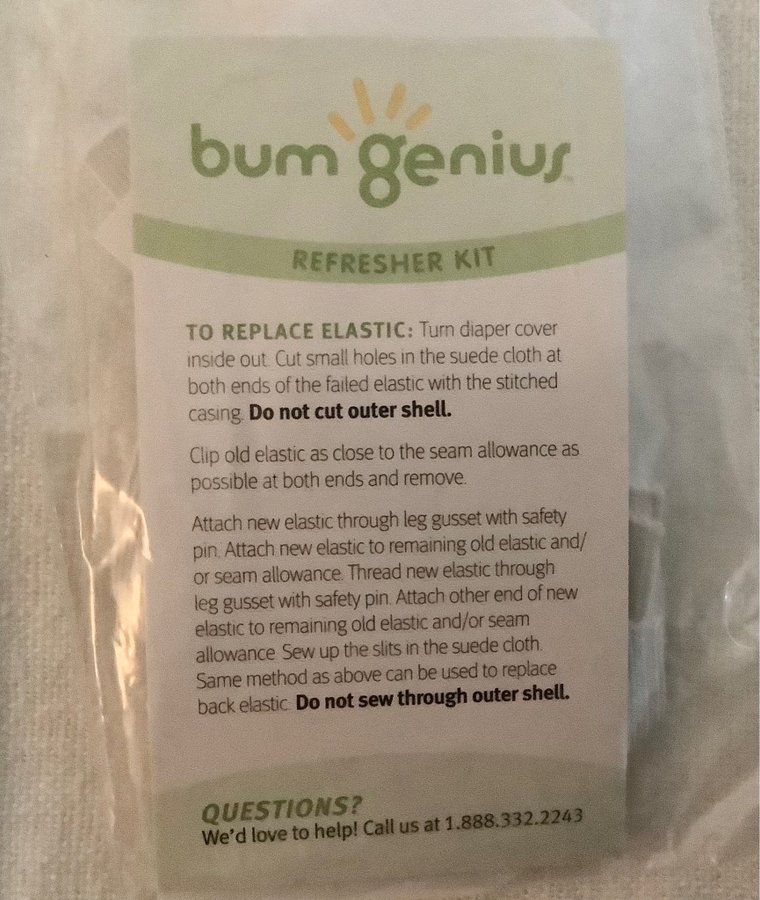 bum genius™
REFRESHER KIT
TO REPLACE ELASTIC: Turn diaper cover
inside out. Cut small holes in the suede cloth at
both ends of the failed elastic with the stitched
casing. Do not cut outer shell.
Clip old elastic as close to the seam allowance as
possible at both ends and remove.
Attach new elastic through leg gusset with safety
pin. Attach new elastic to remaining old elastic and/
or seam allowance. Thread new elastic through
leg gusset with safety pin. Attach other end of new
elastic to remaining old elastic and/or seam
allowance. Sew up the slits in the suede cloth.
Same method as above can be used to replace
back elastic. Do not sew through outer shell.
QUESTIONS?
We'd love to help! Call us at 1.888.332.2243